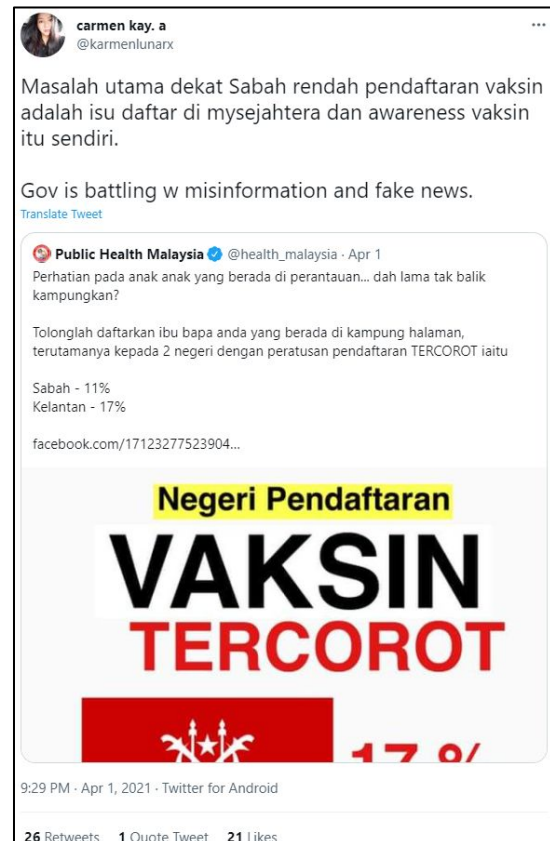 carmen kay. a
@karmenlunarx
Masalah utama dekat Sabah rendah pendaftaran vaksin
adalah isu daftar di mysejahtera dan awareness vaksin
itu sendiri.
Gov is battling w misinformation and fake news.
Translate Tweet
Public Health Malaysia @health_malaysia · Apr 1
Perhatian pada anak anak yang berada di perantauan... dah lama tak balik
kampungkan?
Tolonglah daftarkan ibu bapa anda yang berada di kampung halaman,
terutamanya kepada 2 negeri dengan peratusan pendaftaran TERCOROT iaitu
Sabah - 11%
Kelantan - 17%
facebook.com/17123277523904...
Negeri Pendaftaran
VAKSIN
TERCOROT
17 %
9:29 PM · Apr 1, 2021 · Twitter for Android
26 Retweets 1 Quote Tweet 21 Likes